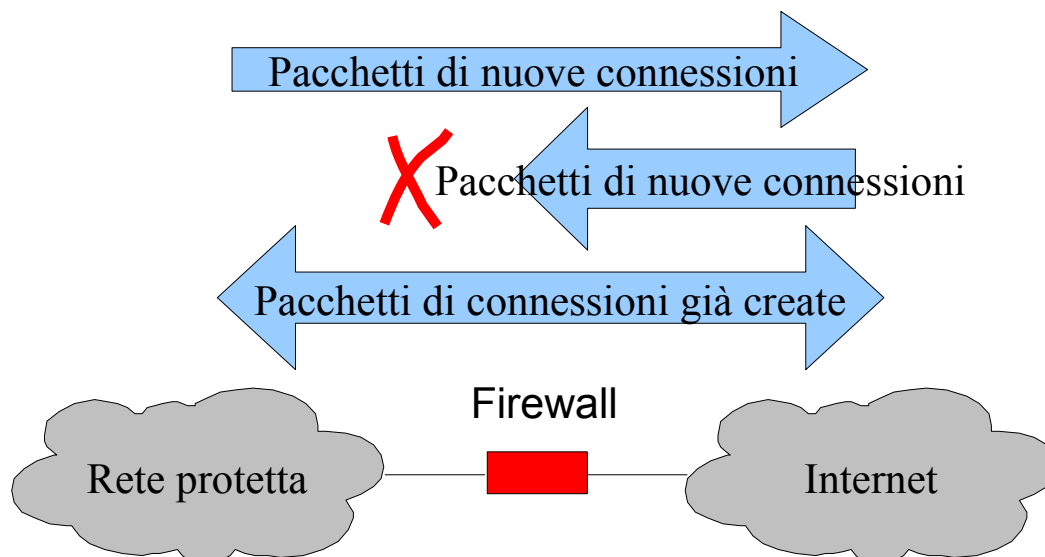 Pacchetti di nuove connessioni
Pacchetti di nuove connessioni
Pacchetti di connessioni già create
Firewall
Rete protetta
Internet